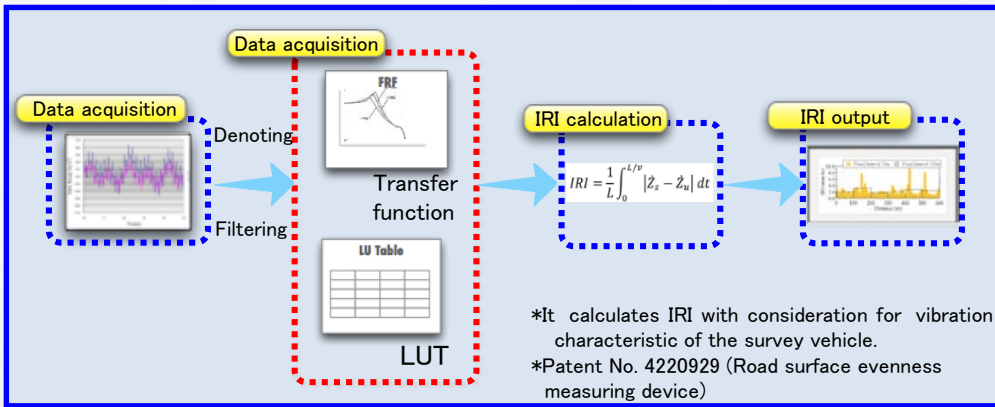 Data acquisition
Data acquisition
Denoting
Filtering
FRF
Transfer
function
LU Table
LUT
IRI calculation
IRI = 1/L ∫₀^{L/v} |Ż_s − Ż_u| dt
IRI output
*It calculates IRI with consideration for vibration
characteristic of the survey vehicle.
*Patent No. 4220929 (Road surface evenness
measuring device)